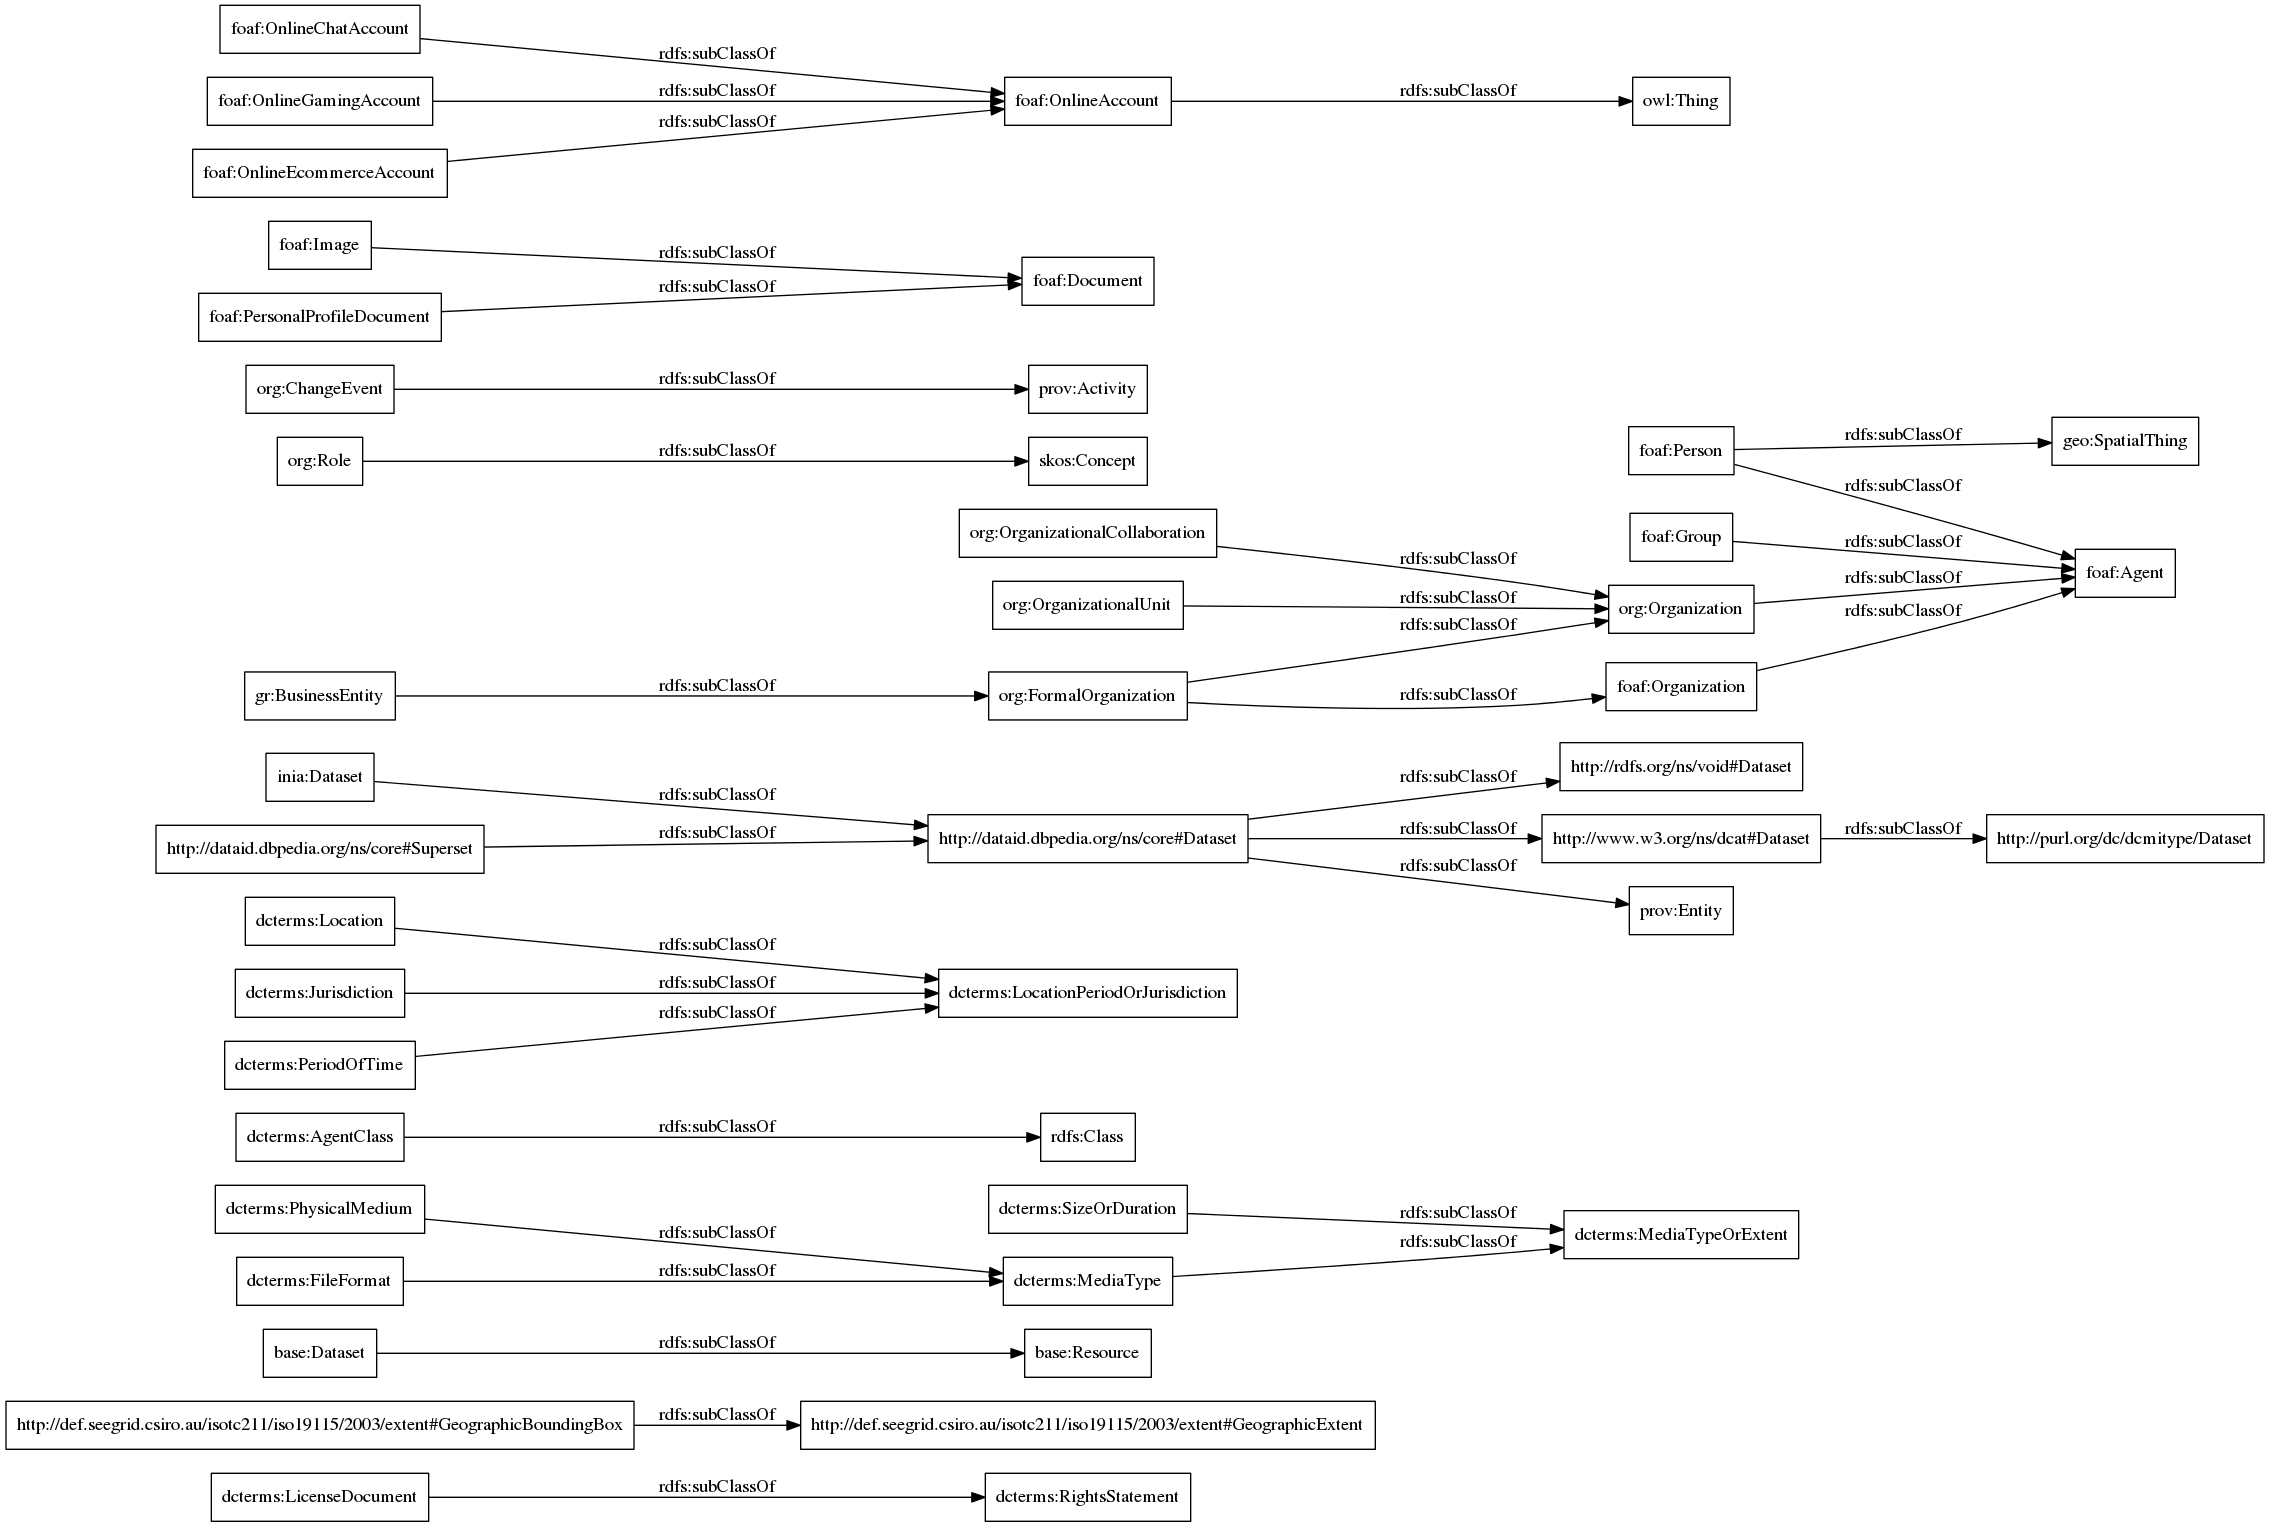 foaf:OnlineChatAccount
rdfs:subClassOf
foaf:OnlineGamingAccount
rdfs:subClassOf
foaf:OnlineAccount
rdfs:subClassOf
owl:Thing
rdfs:subClassOf
foaf:OnlineEcommerceAccount
foaf:Image
rdfs:subClassOf
foaf:Document
rdfs:subClassOf
foaf:PersonalProfileDocument
org:ChangeEvent
rdfs:subClassOf
prov:Activity
org:Role
rdfs:subClassOf
skos:Concept
foaf:Person
rdfs:subClassOf
geo:SpatialThing
rdfs:subClassOf
org:OrganizationalCollaboration
rdfs:subClassOf
foaf:Group
rdfs:subClassOf
foaf:Agent
org:OrganizationalUnit
rdfs:subClassOf
org:Organization
rdfs:subClassOf
rdfs:subClassOf
rdfs:subClassOf
gr:BusinessEntity
rdfs:subClassOf
org:FormalOrganization
rdfs:subClassOf
foaf:Organization
inia:Dataset
rdfs:subClassOf
rdfs:subClassOf
http://rdfs.org/ns/void#Dataset
http://dataid.dbpedia.org/ns/core#Superset
rdfs:subClassOf
http://dataid.dbpedia.org/ns/core#Dataset
rdfs:subClassOf
http://www.w3.org/ns/dcat#Dataset
rdfs:subClassOf
http://purl.org/dc/dcmitype/Dataset
rdfs:subClassOf
prov:Entity
dcterms:Location
rdfs:subClassOf
dcterms:Jurisdiction
rdfs:subClassOf
dcterms:LocationPeriodOrJurisdiction
rdfs:subClassOf
dcterms:PeriodOfTime
dcterms:AgentClass
rdfs:subClassOf
rdfs:Class
dcterms:PhysicalMedium
rdfs:subClassOf
dcterms:SizeOrDuration
rdfs:subClassOf
dcterms:MediaTypeOrExtent
dcterms:FileFormat
rdfs:subClassOf
dcterms:MediaType
rdfs:subClassOf
base:Dataset
rdfs:subClassOf
base:Resource
http://def.seegrid.csiro.au/isotc211/iso19115/2003/extent#GeographicBoundingBox
rdfs:subClassOf
http://def.seegrid.csiro.au/isotc211/iso19115/2003/extent#GeographicExtent
dcterms:LicenseDocument
rdfs:subClassOf
dcterms:RightsStatement